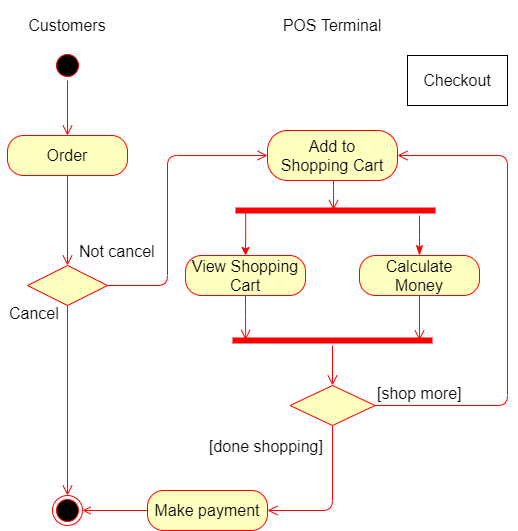 Customers
POS Terminal
Checkout
Order
Add to
Shopping Cart
Not cancel
View Shopping
Cart
Calculate
Money
Cancel
[shop more]
[done shopping]
Make payment